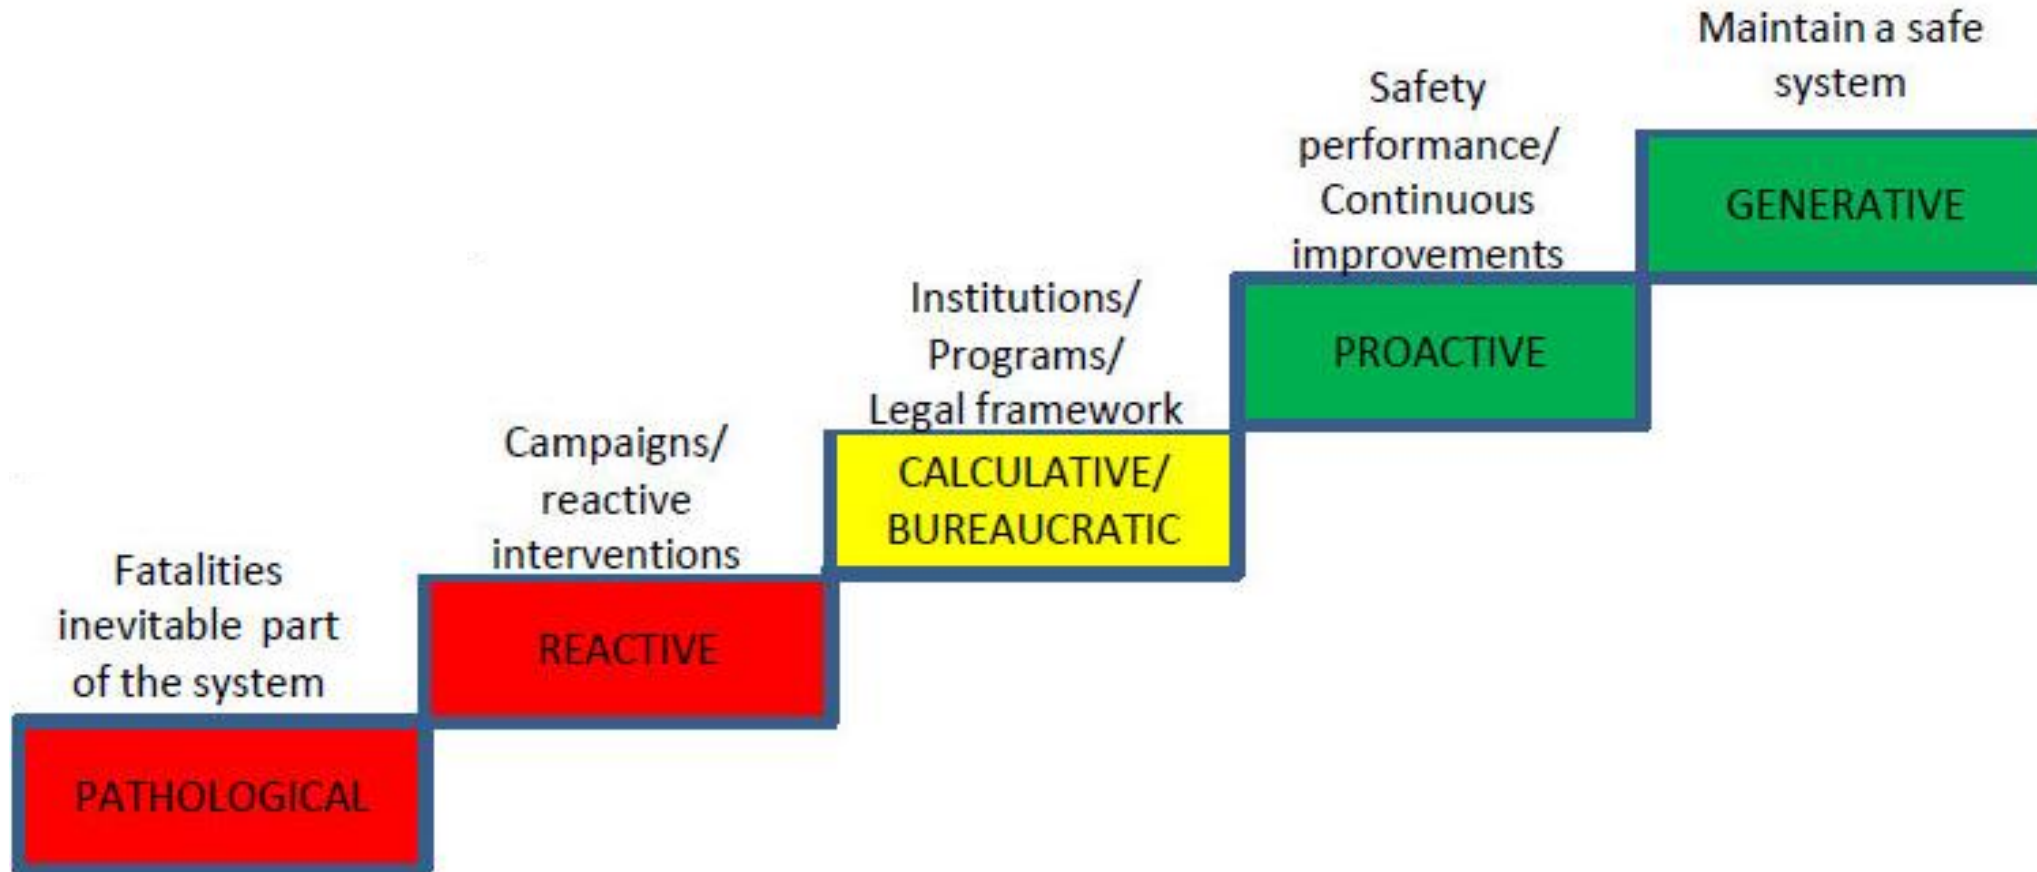 Fatalities
inevitable part
of the system
PATHOLOGICAL
Campaigns/
reactive
interventions
REACTIVE
Institutions/
Programs/
Legal framework
CALCULATIVE/
BUREAUCRATIC
Safety
performance/
Continuous
improvements
PROACTIVE
Maintain a safe
system
GENERATIVE